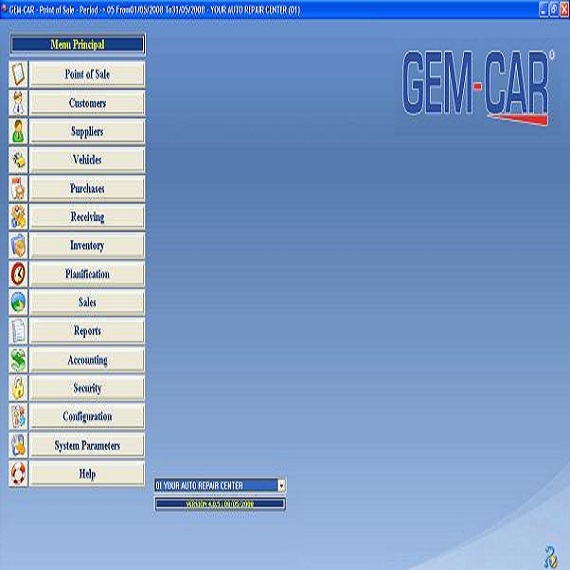 GEM-CAR - Point of Sale - Period -> 05 From01/05/2008 To31/05/2008 - YOUR AUTO REPAIR CENTER (01)
Menu Principal
GEM-CAR®
Point of Sale
Customers
Suppliers
Vehicles
Purchases
Receiving
Inventory
Planification
Sales
Reports
Accounting
Security
Configuration
System Parameters
Help
01 YOUR AUTO REPAIR CENTER